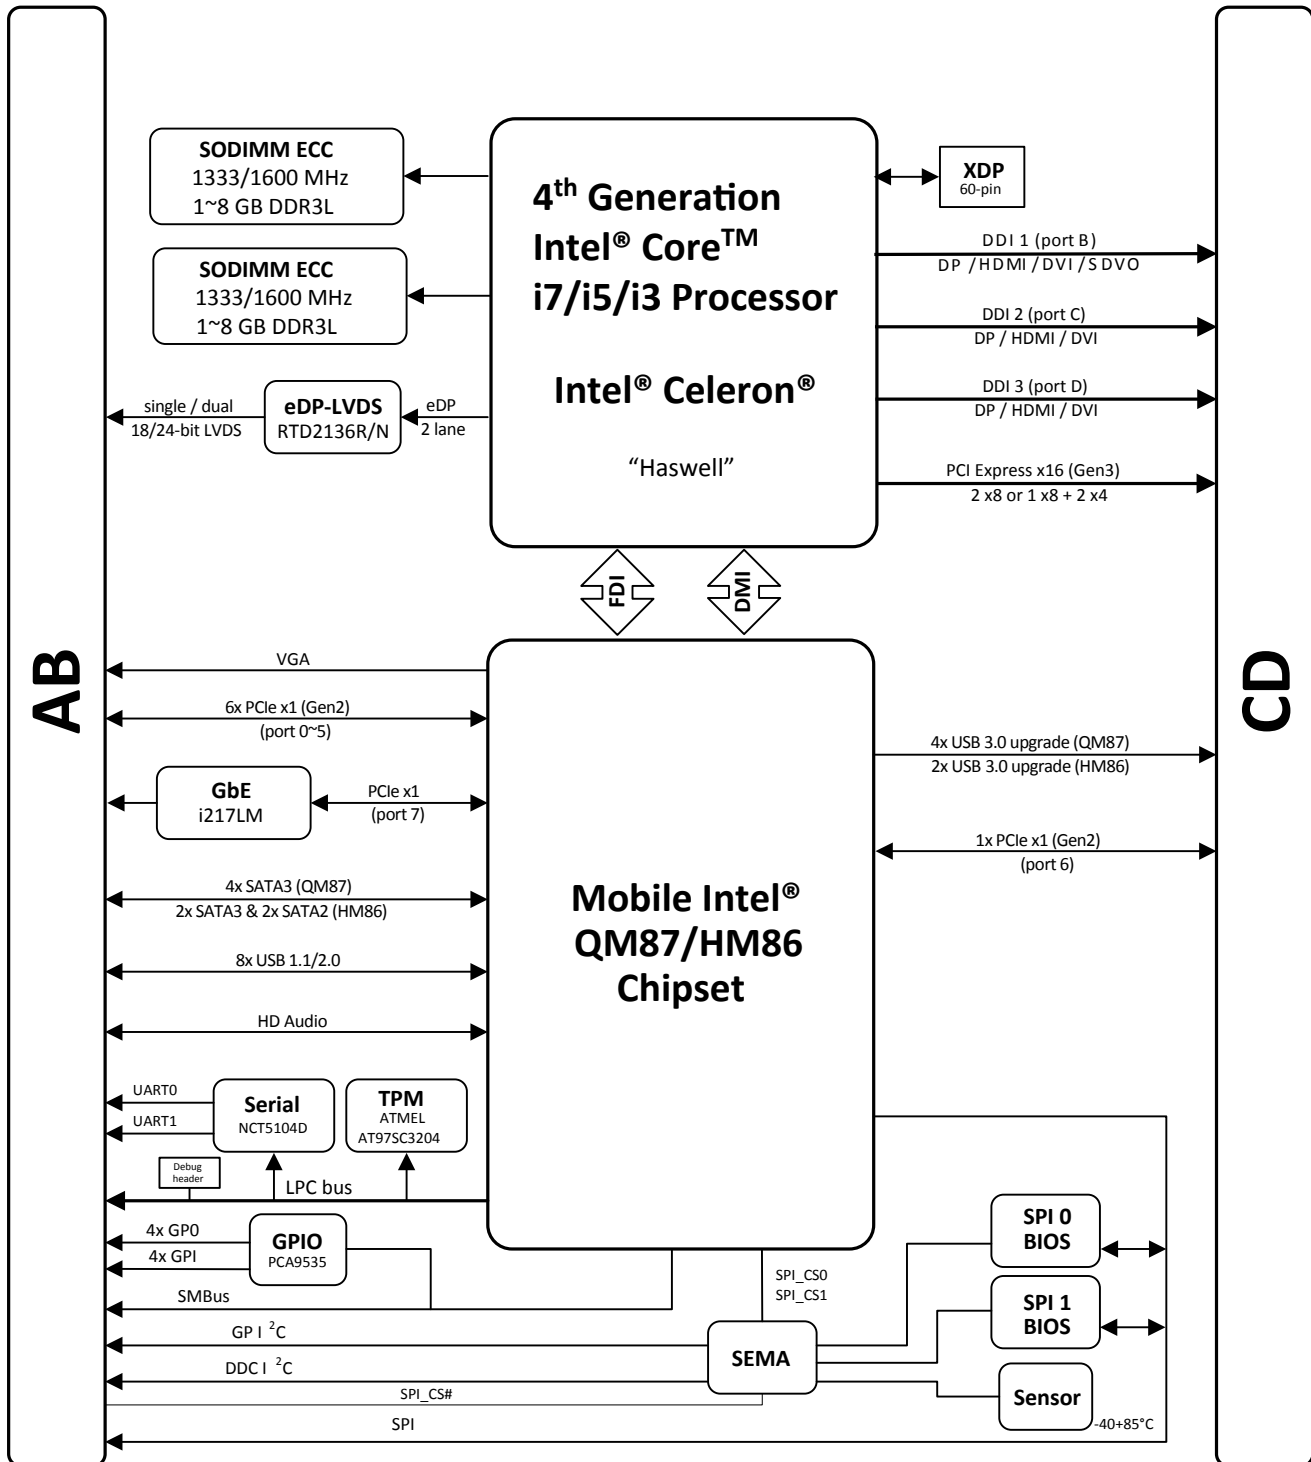 AB
CD
SODIMM ECC
1333/1600 MHz
1~8 GB DDR3L
SODIMM ECC
1333/1600 MHz
1~8 GB DDR3L
single / dual
18/24-bit LVDS
eDP-LVDS
RTD2136R/N
eDP
2 lane
4th Generation
Intel® Core™
i7/i5/i3 Processor
Intel® Celeron®
“Haswell”
XDP
60-pin
DDI 1 (port B)
DP / HDMI / DVI / SDVO
DDI 2 (port C)
DP / HDMI / DVI
DDI 3 (port D)
DP / HDMI / DVI
PCI Express x16 (Gen3)
2 x8 or 1 x8 + 2 x4
FDI
DMI
VGA
6x PCIe x1 (Gen2)
(port 0~5)
GbE
i217LM
PCIe x1
(port 7)
4x SATA3 (QM87)
2x SATA3 & 2x SATA2 (HM86)
8x USB 1.1/2.0
HD Audio
Mobile Intel®
QM87/HM86
Chipset
4x USB 3.0 upgrade (QM87)
2x USB 3.0 upgrade (HM86)
1x PCIe x1 (Gen2)
(port 6)
UART0
UART1
Serial
NCT5104D
TPM
ATMEL
AT97SC3204
Debug
header
LPC bus
4x GP0
4x GPI
GPIO
PCA9535
SMBus
GP I ²C
DDC I ²C
SPI_CS#
SPI
SPI_CS0
SPI_CS1
SEMA
SPI 0
BIOS
SPI 1
BIOS
Sensor
-40+85°C